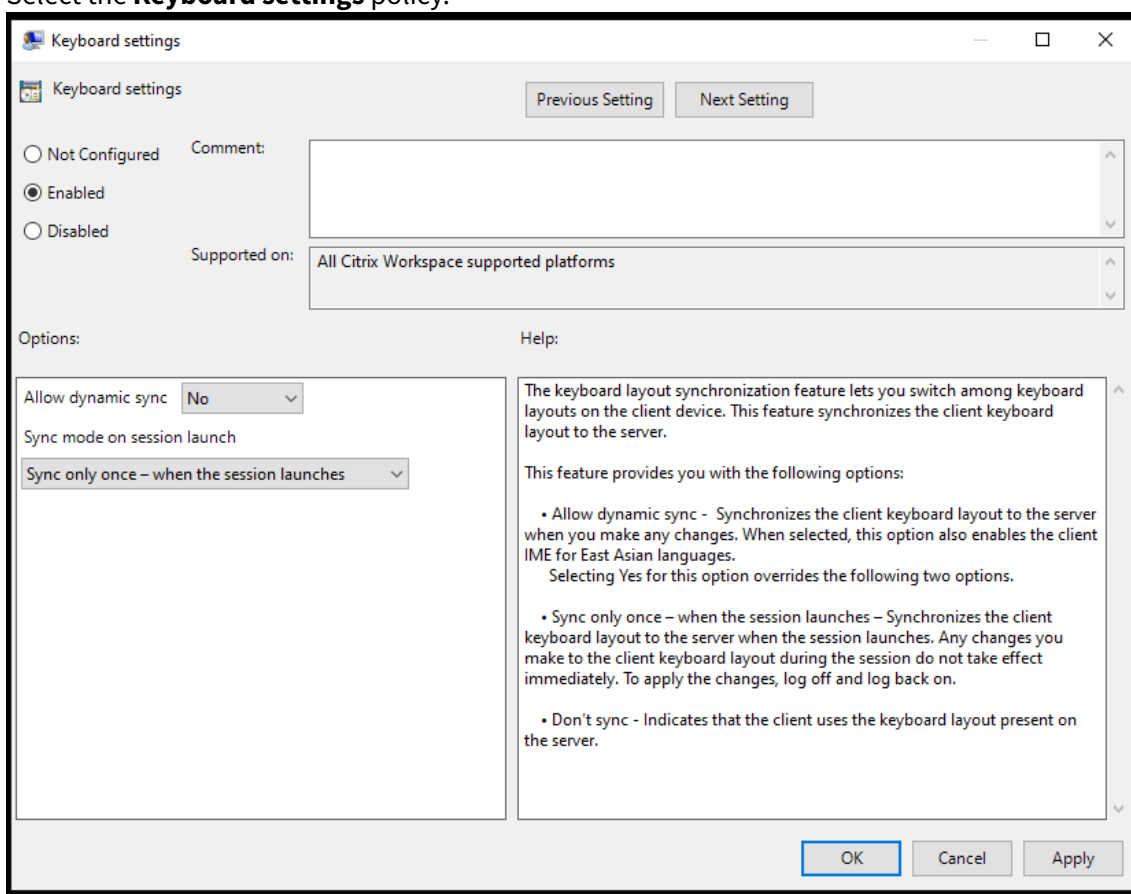 Select the Keyboard settings policy.
Keyboard settings
Keyboard settings
Previous Setting
Next Setting
Not Configured
Comment:
Enabled
Disabled
Supported on:
All Citrix Workspace supported platforms
Options:
Help:
Allow dynamic sync
No
Sync mode on session launch
Sync only once – when the session launches
The keyboard layout synchronization feature lets you switch among keyboard
layouts on the client device. This feature synchronizes the client keyboard
layout to the server.
This feature provides you with the following options:
• Allow dynamic sync - Synchronizes the client keyboard layout to the server
when you make any changes. When selected, this option also enables the client
IME for East Asian languages.
Selecting Yes for this option overrides the following two options.
• Sync only once – when the session launches – Synchronizes the client
keyboard layout to the server when the session launches. Any changes you
make to the client keyboard layout during the session do not take effect
immediately. To apply the changes, log off and log back on.
• Don't sync - Indicates that the client uses the keyboard layout present on
the server.
OK
Cancel
Apply